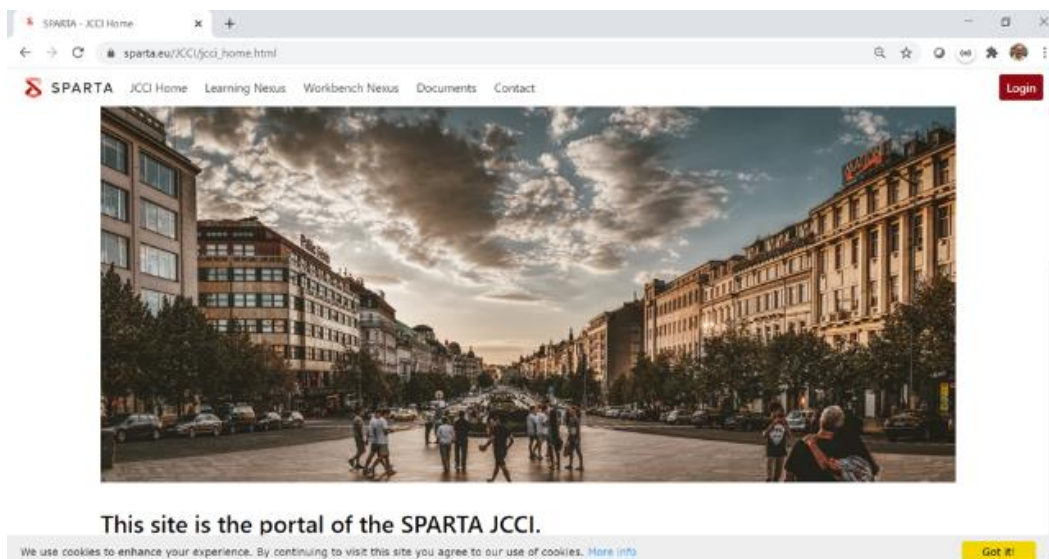 SPARTA - JCCI Home
sparta.eu/JCCI/jcci_home.html
SPARTA JCCI Home Learning Nexus Workbench Nexus Documents Contact Login
This site is the portal of the SPARTA JCCI.
We use cookies to enhance your experience. By continuing to visit this site you agree to our use of cookies. More info Got it!